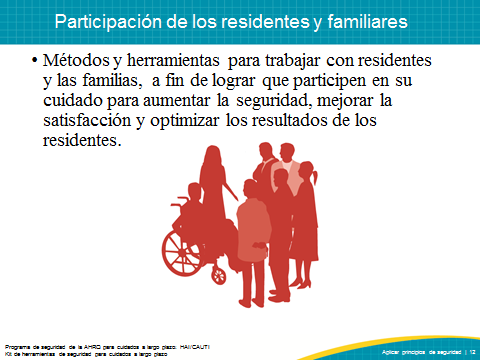 Participación de los residentes y familiares
• Métodos y herramientas para trabajar con residentes
y las familias, a fin de lograr que participen en su
cuidado para aumentar la seguridad, mejorar la
satisfacción y optimizar los resultados de los
residentes.
Programa de seguridad de la AHRQ para cuidados a largo plazo: HAI/CAUTI
Kit de herramientas de seguridad para cuidados a largo plazo
Aplicar principios de seguridad | 12